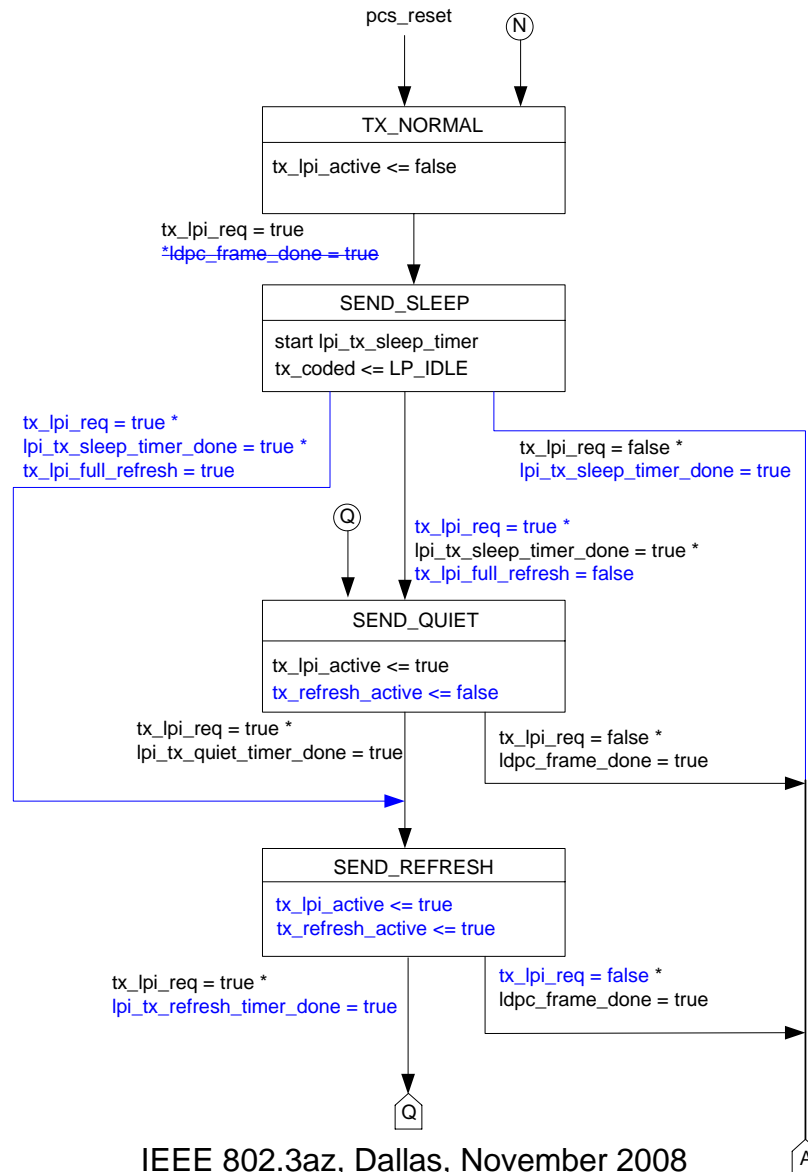 pcs_reset
N
TX_NORMAL
tx_lpi_active <= false
tx_lpi_req = true
*ldpc_frame_done = true
SEND_SLEEP
start lpi_tx_sleep_timer
tx_coded <= LP_IDLE
tx_lpi_req = true *
lpi_tx_sleep_timer_done = true *
tx_lpi_full_refresh = true
tx_lpi_req = false *
lpi_tx_sleep_timer_done = true
Q
tx_lpi_req = true *
lpi_tx_sleep_timer_done = true *
tx_lpi_full_refresh = false
SEND_QUIET
tx_lpi_active <= true
tx_refresh_active <= false
tx_lpi_req = true *
lpi_tx_quiet_timer_done = true
tx_lpi_req = false *
ldpc_frame_done = true
SEND_REFRESH
tx_lpi_active <= true
tx_refresh_active <= true
tx_lpi_req = true *
lpi_tx_refresh_timer_done = true
tx_lpi_req = false *
ldpc_frame_done = true
Q
A
IEEE 802.3az, Dallas, November 2008